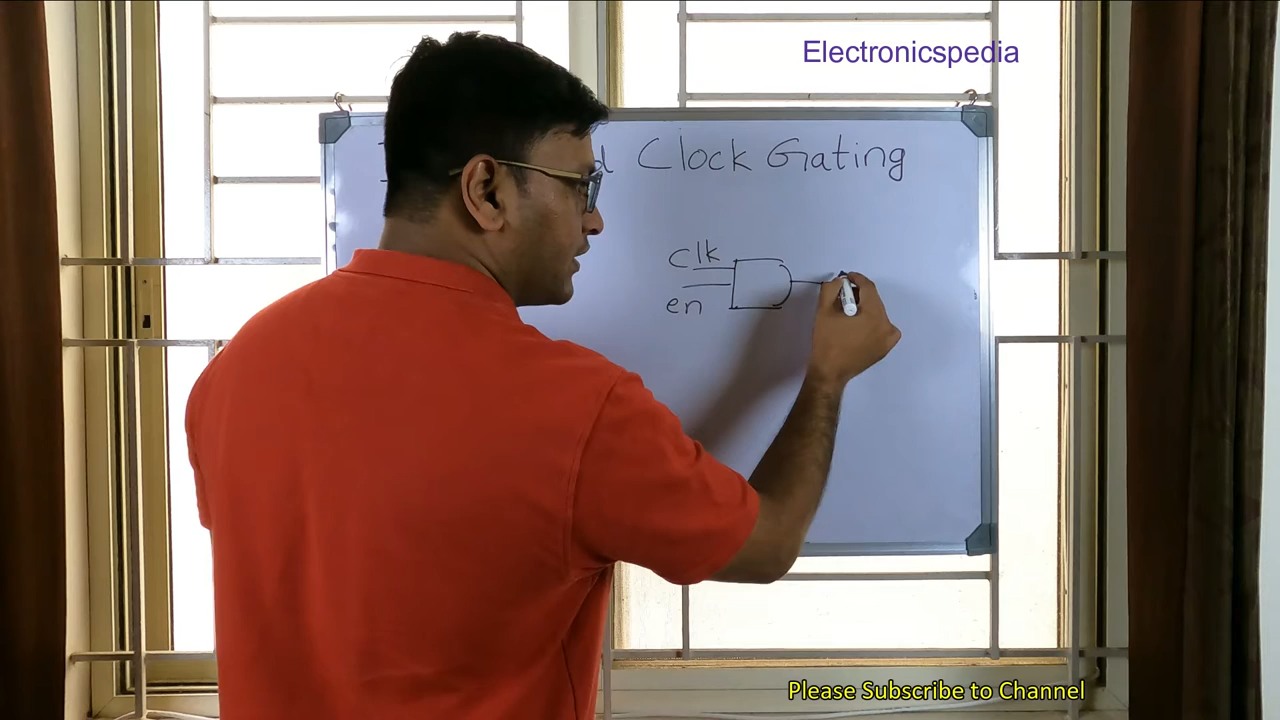 Electronicspedia
Clock Gating
clk
en
Please Subscribe to Channel